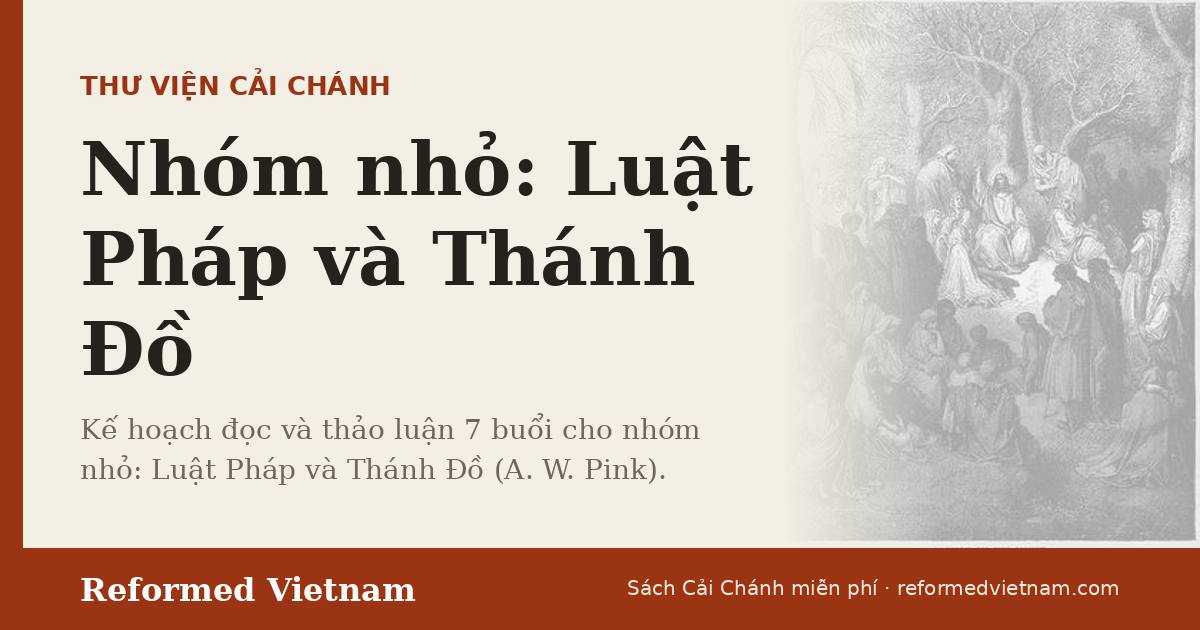 THƯ VIỆN CẢI CHÁNH
Nhóm nhỏ: Luật
Pháp và Thánh
Đồ
Kế hoạch đọc và thảo luận 7 buổi cho nhóm
nhỏ: Luật Pháp và Thánh Đồ (A. W. Pink).
Reformed Vietnam
Sách Cải Chánh miễn phí · reformedvietnam.com